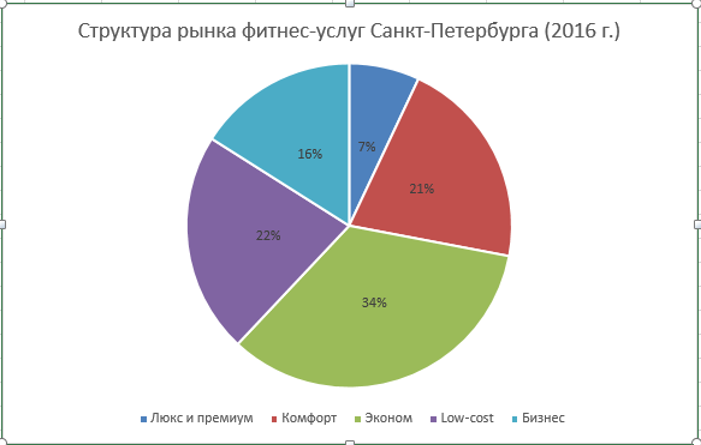 Структура рынка фитнес-услуг Санкт-Петербурга (2016 г.)
7%
16%
21%
22%
34%
Люкс и премиум Комфорт Эконом Low-cost Бизнес